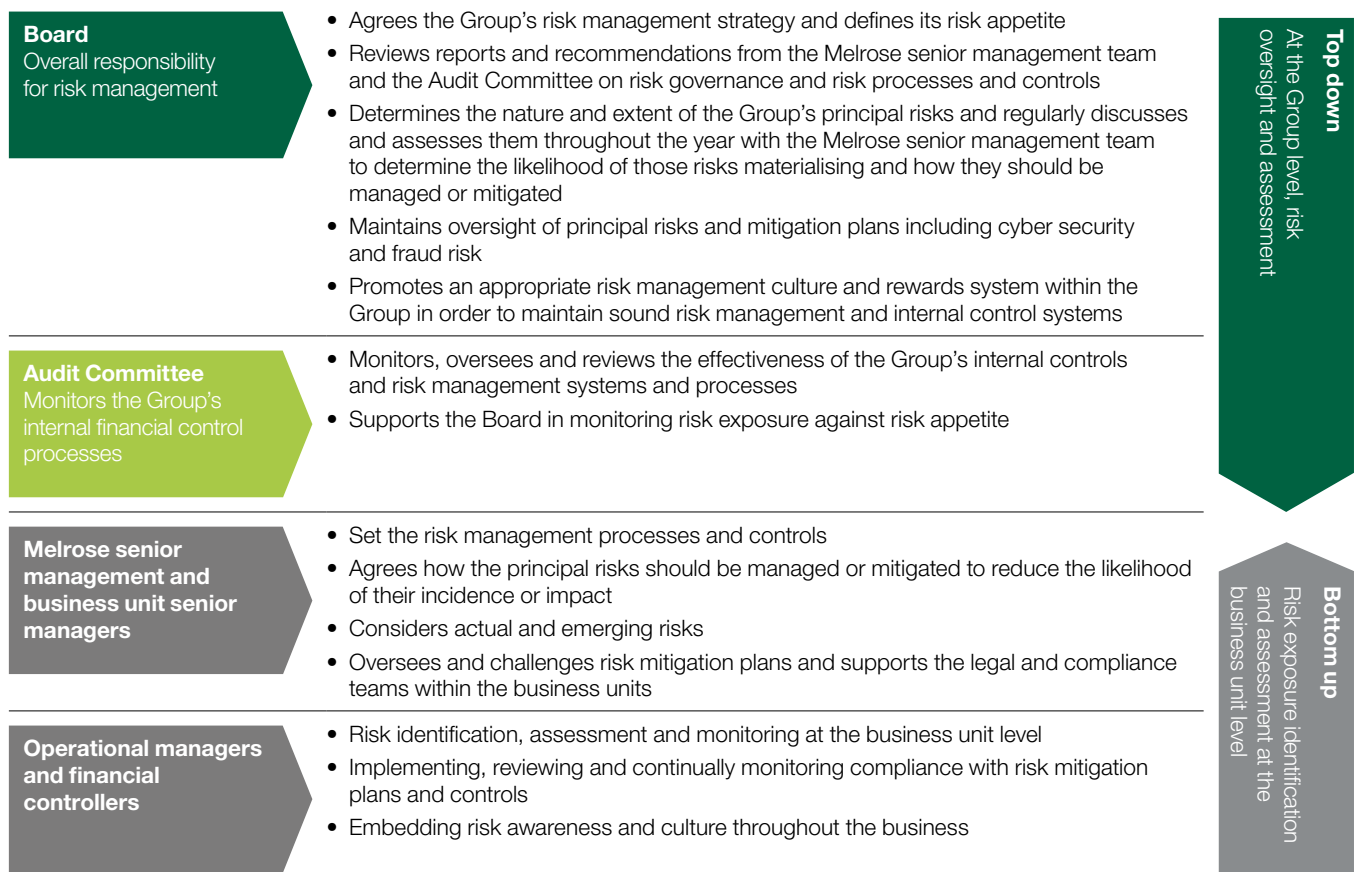 Board
Overall responsibility
for risk management
• Agrees the Group’s risk management strategy and defines its risk appetite
• Reviews reports and recommendations from the Melrose senior management team
and the Audit Committee on risk governance and risk processes and controls
• Determines the nature and extent of the Group’s principal risks and regularly discusses
and assesses them throughout the year with the Melrose senior management team
to determine the likelihood of those risks materialising and how they should be
managed or mitigated
• Maintains oversight of principal risks and mitigation plans including cyber security
and fraud risk
• Promotes an appropriate risk management culture and rewards system within the
Group in order to maintain sound risk management and internal control systems
Audit Committee
Monitors the Group’s
internal financial control
processes
• Monitors, oversees and reviews the effectiveness of the Group’s internal controls
and risk management systems and processes
• Supports the Board in monitoring risk exposure against risk appetite
Top down
At the Group level, risk
oversight and assessment
Melrose senior
management and
business unit senior
managers
• Set the risk management processes and controls
• Agrees how the principal risks should be managed or mitigated to reduce the likelihood
of their incidence or impact
• Considers actual and emerging risks
• Oversees and challenges risk mitigation plans and supports the legal and compliance
teams within the business units
Operational managers
and financial
controllers
• Risk identification, assessment and monitoring at the business unit level
• Implementing, reviewing and continually monitoring compliance with risk mitigation
plans and controls
• Embedding risk awareness and culture throughout the business
Bottom up
Risk exposure identification
and assessment at the
business unit level